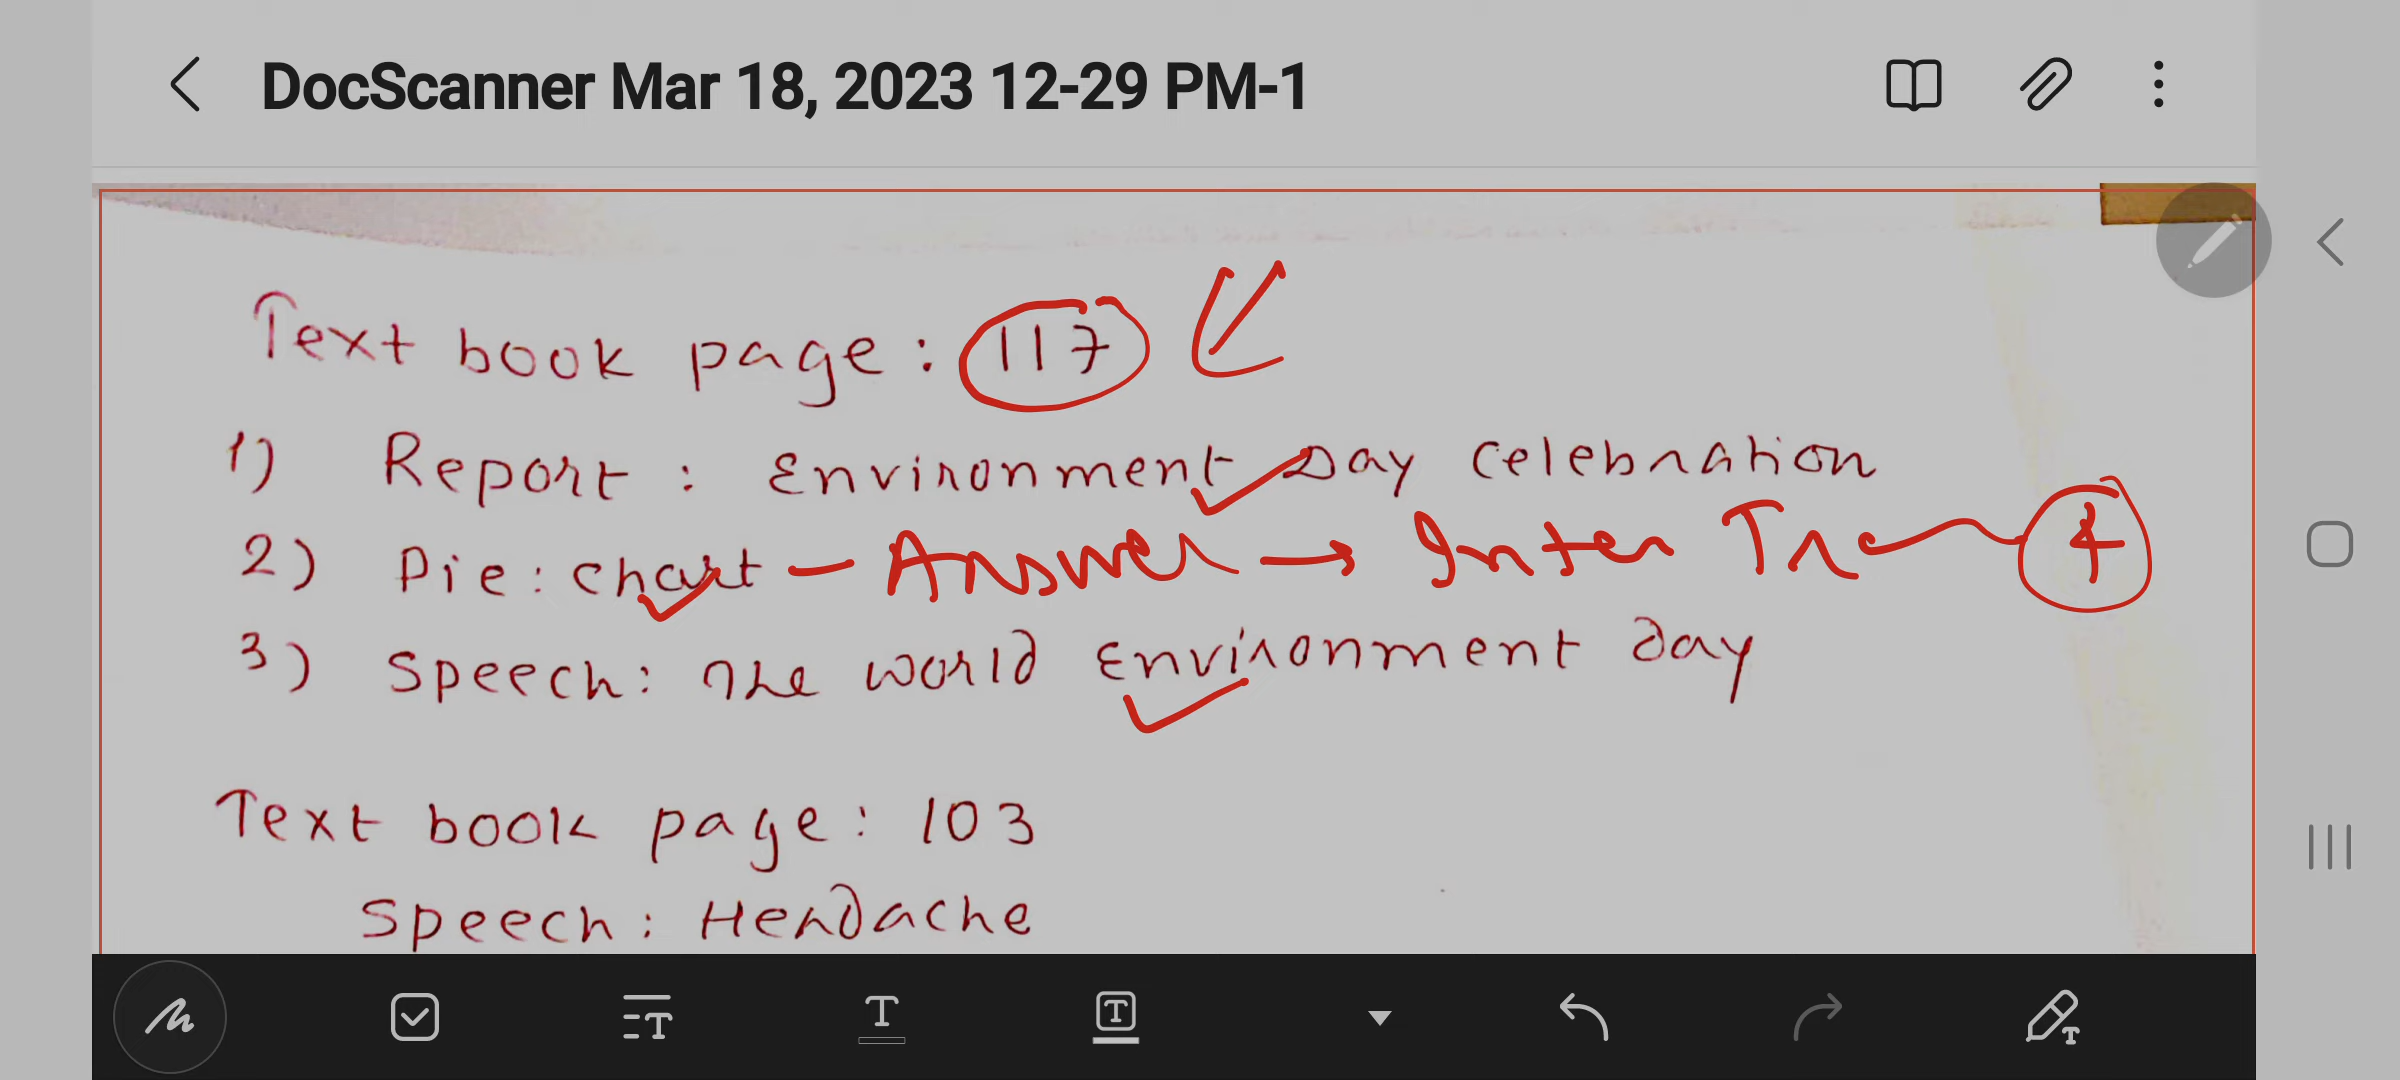 DocScanner Mar 18, 2023 12-29 PM-1
Text book page: 117
1) Report: Environment Day Celebration
2) Pie: chart - Answer → Inter Tre 4
3) Speech: The world Environment day
Text book page: 103
Speech: Headache